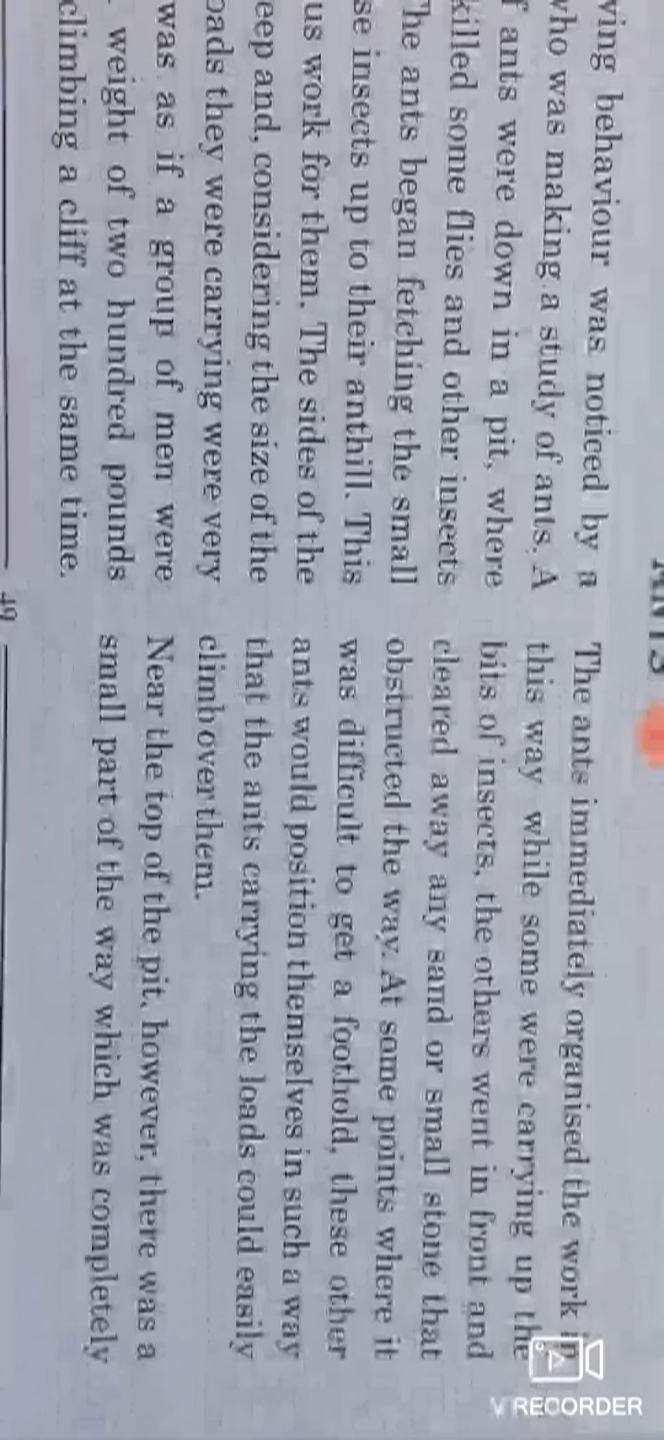 ANTS
ving behaviour was noticed by a
who was making a study of ants. A
f ants were down in a pit, where
killed some flies and other insects
The ants began fetching the small
se insects up to their anthill. This
us work for them. The sides of the
eep and, considering the size of the
oads they were carrying were very
was as if a group of men were
weight of two hundred pounds
climbing a cliff at the same time.
The ants immediately organised the work in
this way while some were carrying up the
bits of insects, the others went in front and
cleared away any sand or small stone that
obstructed the way. At some points where it
was difficult to get a foothold, these other
ants would position themselves in such a way
that the ants carrying the loads could easily
climb over them.
Near the top of the pit, however, there was a
small part of the way which was completely
49
V RECORDER